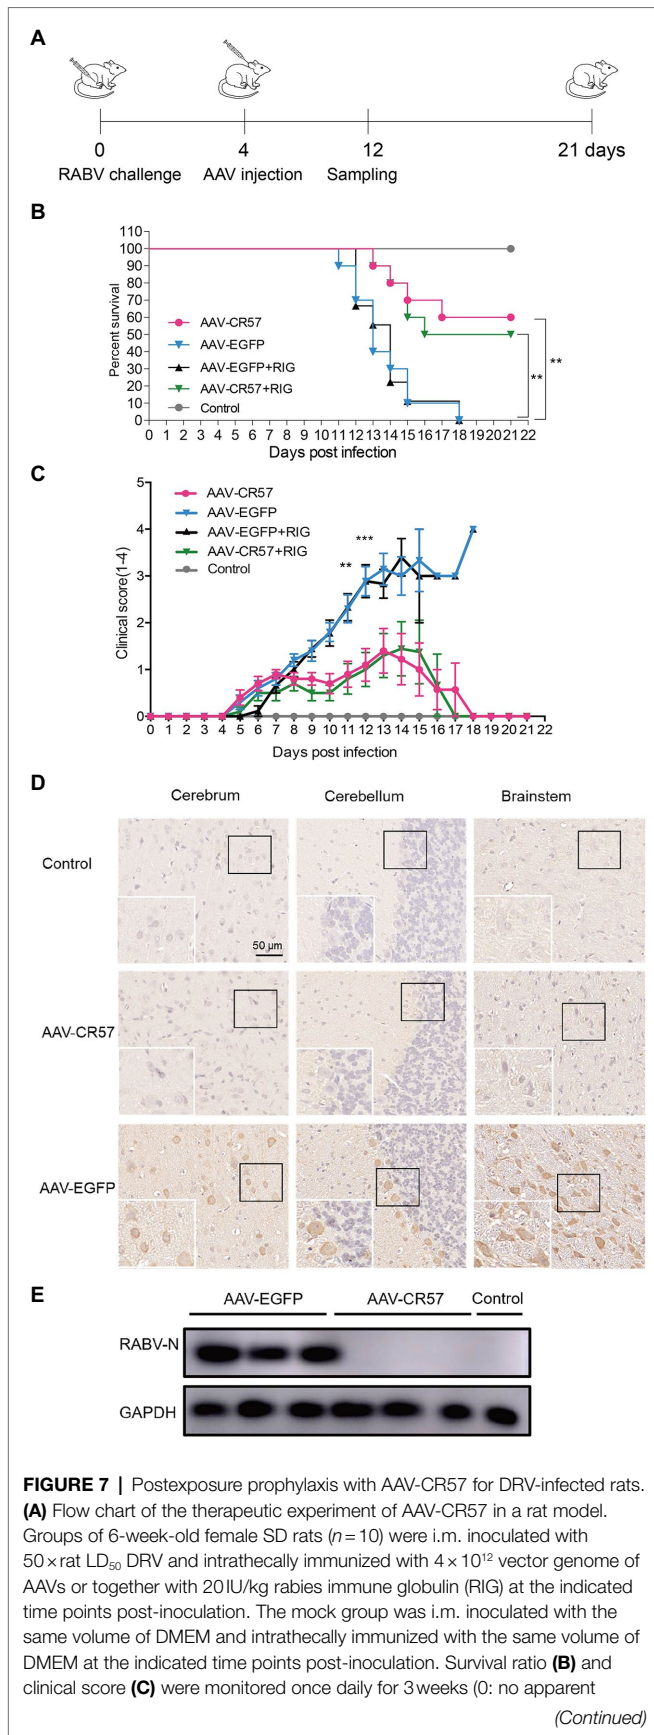 A
0 4 12 21 days
RABV challenge AAV injection Sampling
B
Percent survival
110
100
90
80
70
60
50
40
30
20
10
0
AAV-CR57
AAV-EGFP
AAV-EGFP+RIG
AAV-CR57+RIG
Control
**
**
0 1 2 3 4 5 6 7 8 9 10 11 12 13 14 15 16 17 18 19 20 21 22
Days post infection
C
Clinical score(1-4)
5
4
3
2
1
0
AAV-CR57
AAV-EGFP
AAV-EGFP+RIG
AAV-CR57+RIG
Control
***
**
0 1 2 3 4 5 6 7 8 9 10 11 12 13 14 15 16 17 18 19 20 21 22
Days post infection
D
Cerebrum Cerebellum Brainstem
Control
50 µm
AAV-CR57
AAV-EGFP
E
AAV-EGFP AAV-CR57 Control
RABV-N
GAPDH
FIGURE 7 | Postexposure prophylaxis with AAV-CR57 for DRV-infected rats.
(A) Flow chart of the therapeutic experiment of AAV-CR57 in a rat model.
Groups of 6-week-old female SD rats (n = 10) were i.m. inoculated with
50 × rat LD50 DRV and intrathecally immunized with 4 × 10¹² vector genome of
AAVs or together with 20 IU/kg rabies immune globulin (RIG) at the indicated
time points post-inoculation. The mock group was i.m. inoculated with the
same volume of DMEM and intrathecally immunized with the same volume of
DMEM at the indicated time points post-inoculation. Survival ratio (B) and
clinical score (C) were monitored once daily for 3 weeks (0: no apparent
(Continued)